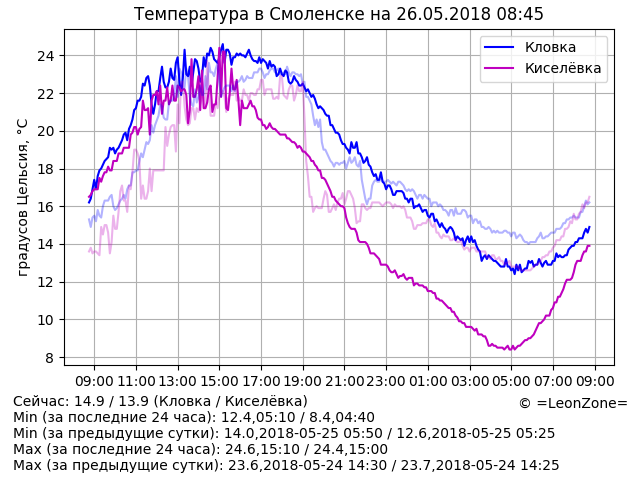 Температура в Смоленске на 26.05.2018 08:45
градусов Цельсия, °C
24
22
20
18
16
14
12
10
8
Кловка
Киселёвка
09:00 11:00 13:00 15:00 17:00 19:00 21:00 23:00 01:00 03:00 05:00 07:00 09:00
Сейчас: 14.9 / 13.9 (Кловка / Киселёвка)
© =LeonZone=
Min (за последние 24 часа): 12.4,05:10 / 8.4,04:40
Min (за предыдущие сутки): 14.0,2018-05-25 05:50 / 12.6,2018-05-25 05:25
Max (за последние 24 часа): 24.6,15:10 / 24.4,15:00
Max (за предыдущие сутки): 23.6,2018-05-24 14:30 / 23.7,2018-05-24 14:25